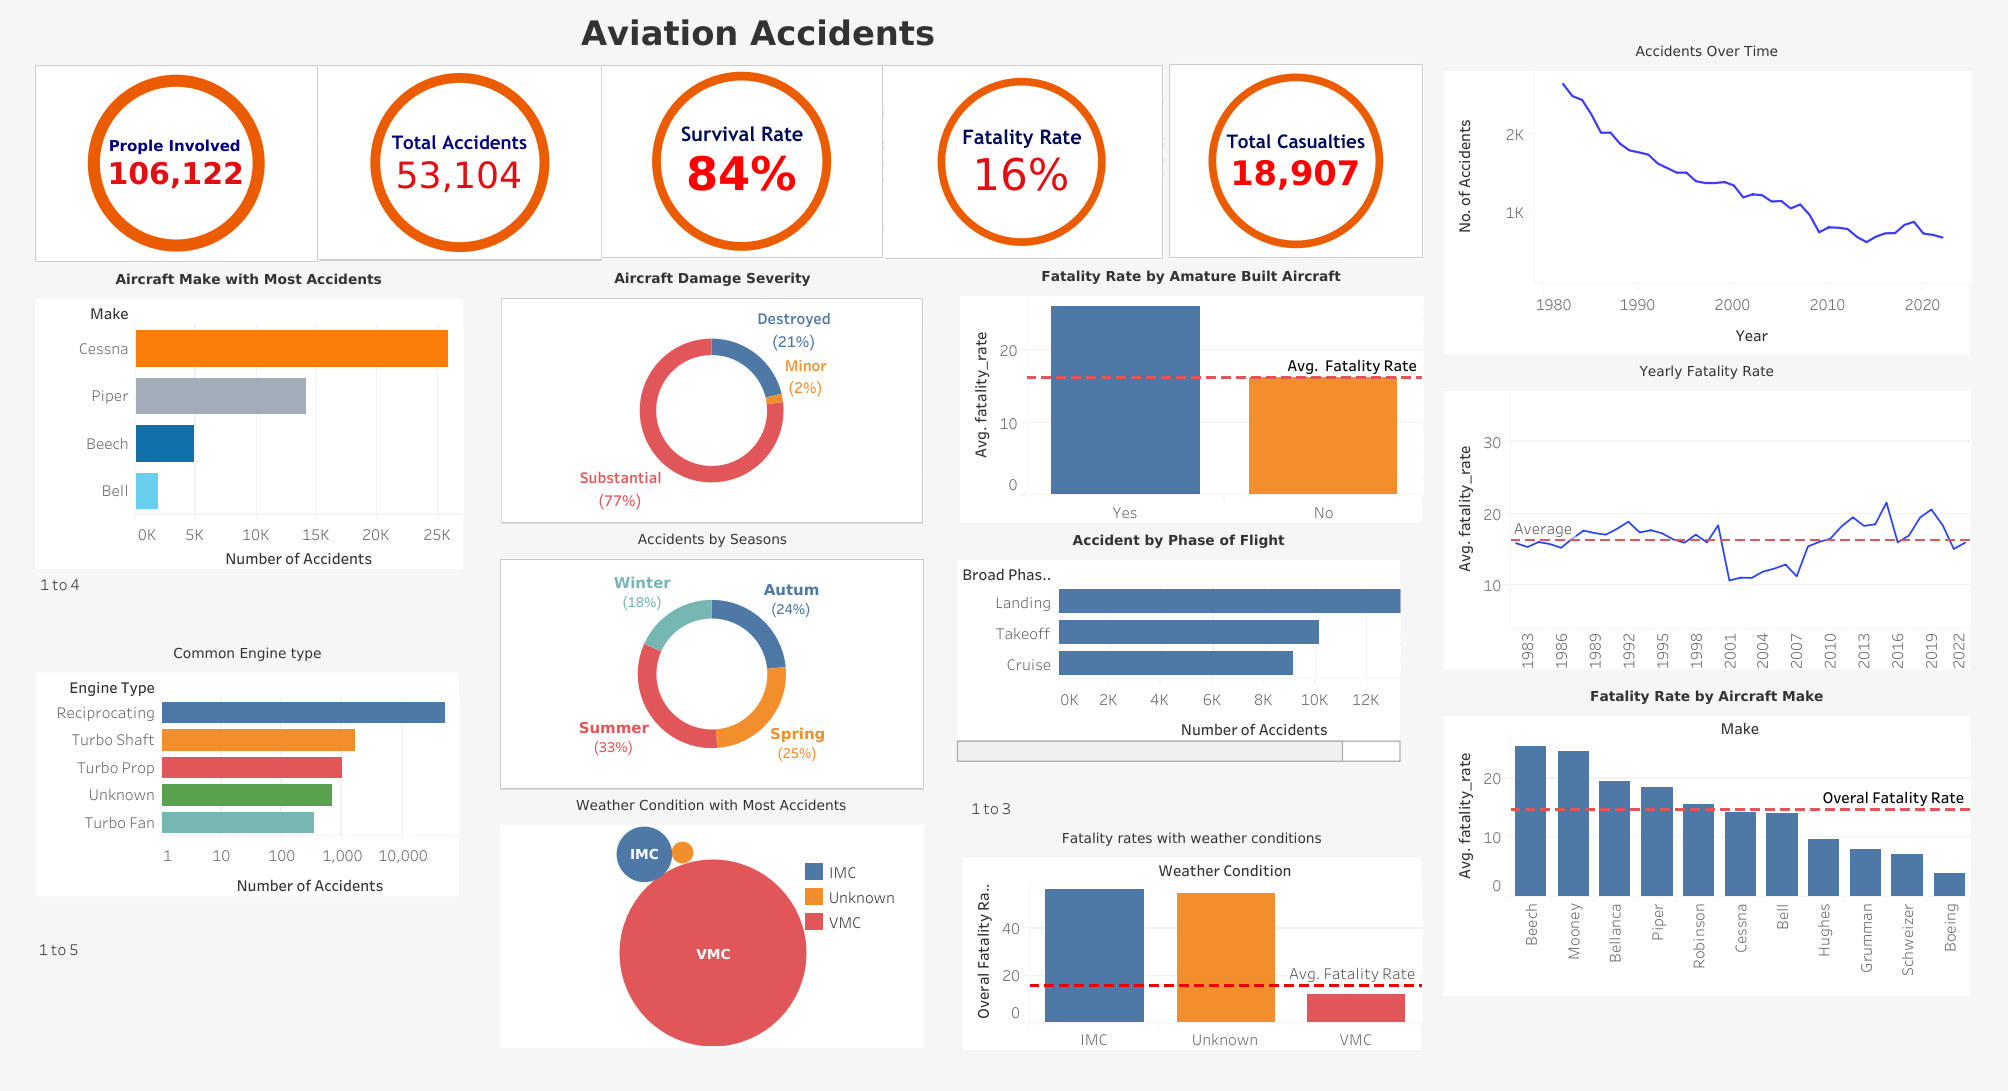 Aviation Accidents
Prople Involved
106,122
Total Accidents
53,104
Survival Rate
84%
Fatality Rate
16%
Total Casualties
18,907
Aircraft Make with Most Accidents
Make
Cessna
Piper
Beech
Bell
0K 5K 10K 15K 20K 25K
Number of Accidents
1 to 4
Common Engine type
Engine Type
Reciprocating
Turbo Shaft
Turbo Prop
Unknown
Turbo Fan
1 10 100 1,000 10,000
Number of Accidents
1 to 5
Aircraft Damage Severity
Destroyed
(21%)
Minor
(2%)
Substantial
(77%)
Accidents by Seasons
Winter
(18%)
Autum
(24%)
Summer
(33%)
Spring
(25%)
Weather Condition with Most Accidents
IMC
VMC
IMC
Unknown
VMC
Fatality Rate by Amature Built Aircraft
Avg. fatality_rate
20
10
0
Avg. Fatality Rate
Yes No
Accident by Phase of Flight
Broad Phas..
Landing
Takeoff
Cruise
0K 2K 4K 6K 8K 10K 12K
Number of Accidents
1 to 3
Fatality rates with weather conditions
Weather Condition
Overal Fatality Ra..
40
20
0
Avg. Fatality Rate
IMC Unknown VMC
Accidents Over Time
No. of Accidents
2K
1K
1980 1990 2000 2010 2020
Year
Yearly Fatality Rate
Avg. fatality_rate
30
20
10
Average
1983 1986 1989 1992 1995 1998 2001 2004 2007 2010 2013 2016 2019 2022
Fatality Rate by Aircraft Make
Make
Avg. fatality_rate
20
10
0
Overal Fatality Rate
Beech Mooney Bellanca Piper Robinson Cessna Bell Hughes Grumman Schweizer Boeing